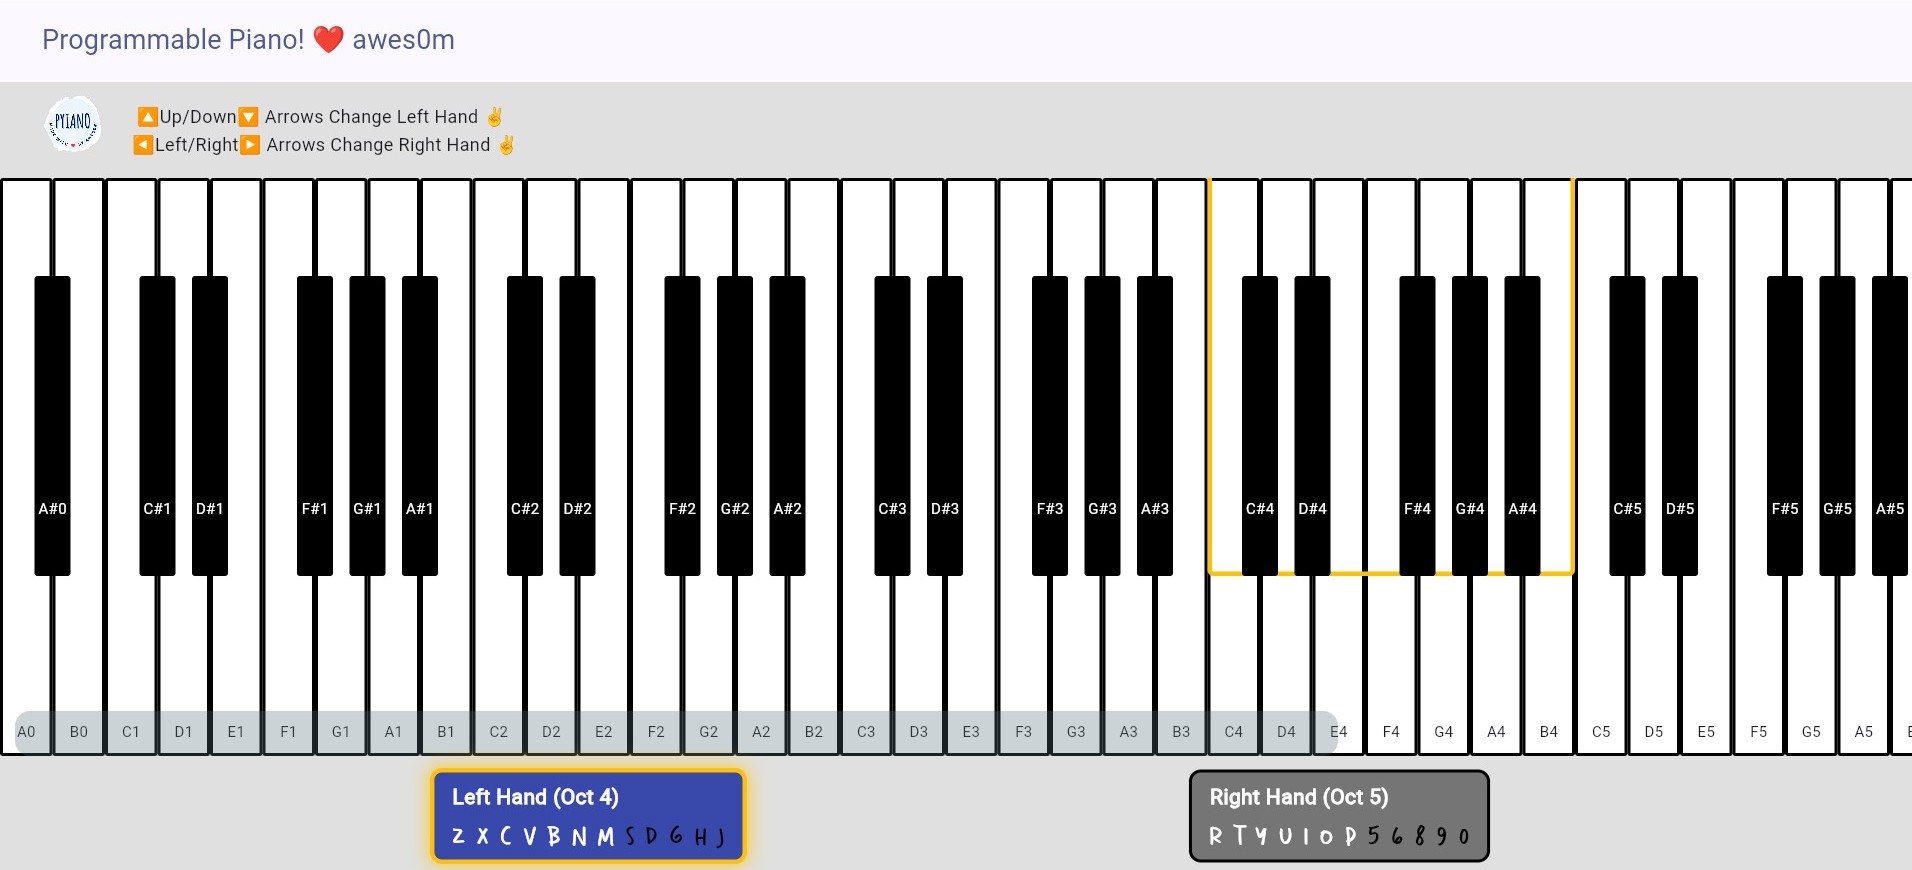 Programmable Piano! ❤️ awes0m
PYIANO
🔼Up/Down🔽 Arrows Change Left Hand ✌️
◀️Left/Right▶️ Arrows Change Right Hand ✌️
A#0 C#1 D#1 F#1 G#1 A#1 C#2 D#2 F#2 G#2 A#2 C#3 D#3 F#3 G#3 A#3 C#4 D#4 F#4 G#4 A#4 C#5 D#5 F#5 G#5 A#5
A0 B0 C1 D1 E1 F1 G1 A1 B1 C2 D2 E2 F2 G2 A2 B2 C3 D3 E3 F3 G3 A3 B3 C4 D4 E4 F4 G4 A4 B4 C5 D5 E5 F5 G5 A5
Left Hand (Oct 4)
Z X C V B N M S D G H J
Right Hand (Oct 5)
R T Y U I O P 5 6 8 9 0